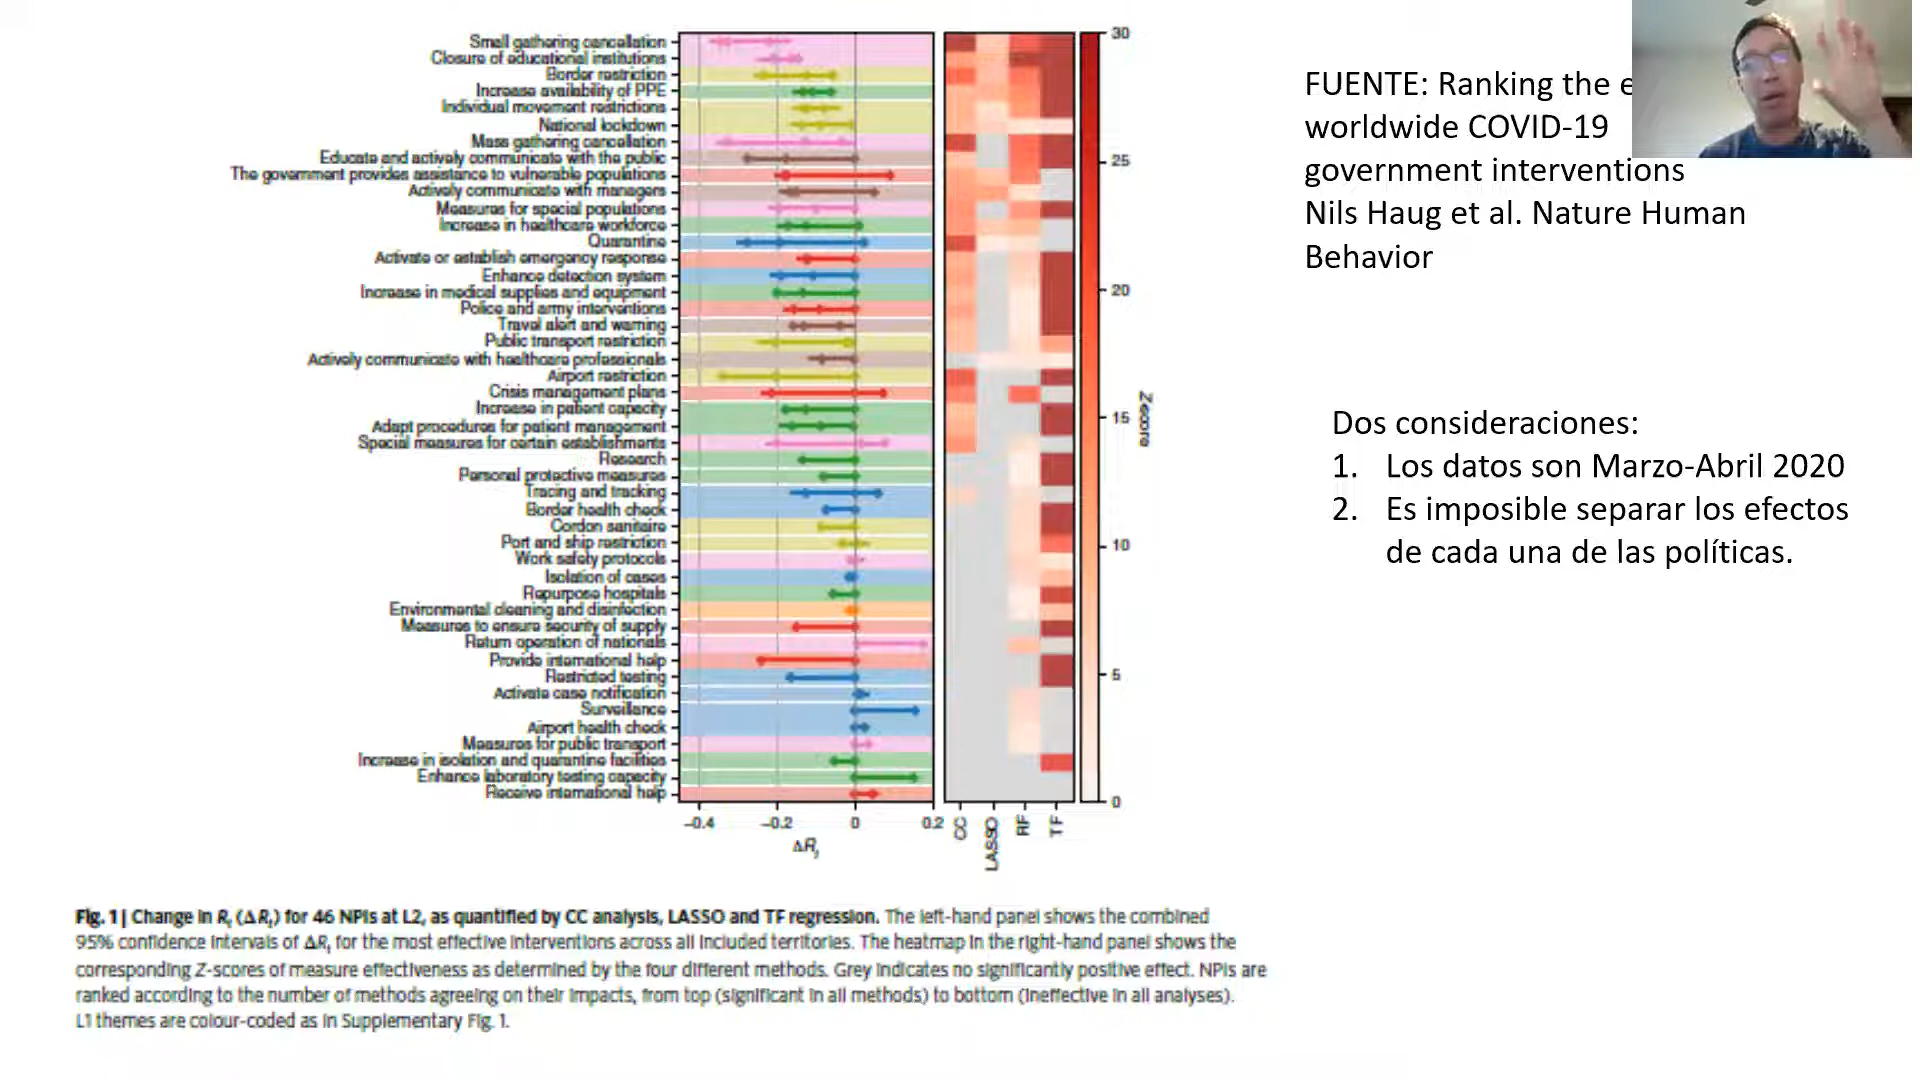 Small gathering cancellation
Closure of educational institutions
Border restriction
Increase availability of PPE
Individual movement restrictions
National lockdown
Mass gathering cancellation
Educate and actively communicate with the public
The government provides assistance to vulnerable populations
Actively communicate with managers
Measures for special populations
Increase in healthcare workforce
Quarantine
Activate or establish emergency response
Enhance detection system
Increase in medical supplies and equipment
Police and army interventions
Travel alert and warning
Public transport restriction
Actively communicate with healthcare professionals
Airport restriction
Crisis management plans
Increase in patient capacity
Adapt procedures for patient management
Special measures for certain establishments
Research
Personal protective measures
Tracing and tracking
Border health check
Cordon sanitaire
Port and ship restriction
Work safety protocols
Isolation of cases
Repurpose hospitals
Environmental cleaning and disinfection
Measures to ensure security of supply
Return operation of nationals
Provide international help
Restricted testing
Activate case notification
Surveillance
Airport health check
Measures for public transport
Increase in isolation and quarantine facilities
Enhance laboratory testing capacity
Receive international help
−0.4 −0.2 0 0.2
ΔRt
CC
LASSO
RF
TF
30
25
20
15
10
5
0
Zscore
FUENTE: Ranking the
worldwide COVID-19
government interventions
Nils Haug et al. Nature Human
Behavior
Dos consideraciones:
1. Los datos son Marzo-Abril 2020
2. Es imposible separar los efectos
de cada una de las políticas.
Fig. 1 | Change in Rt (ΔRt) for 46 NPIs at L2, as quantified by CC analysis, LASSO and TF regression. The left-hand panel shows the combined
95% confidence intervals of ΔRt for the most effective interventions across all included territories. The heatmap in the right-hand panel shows the
corresponding Z-scores of measure effectiveness as determined by the four different methods. Grey indicates no significantly positive effect. NPIs are
ranked according to the number of methods agreeing on their impacts, from top (significant in all methods) to bottom (ineffective in all analyses).
L1 themes are colour-coded as in Supplementary Fig. 1.